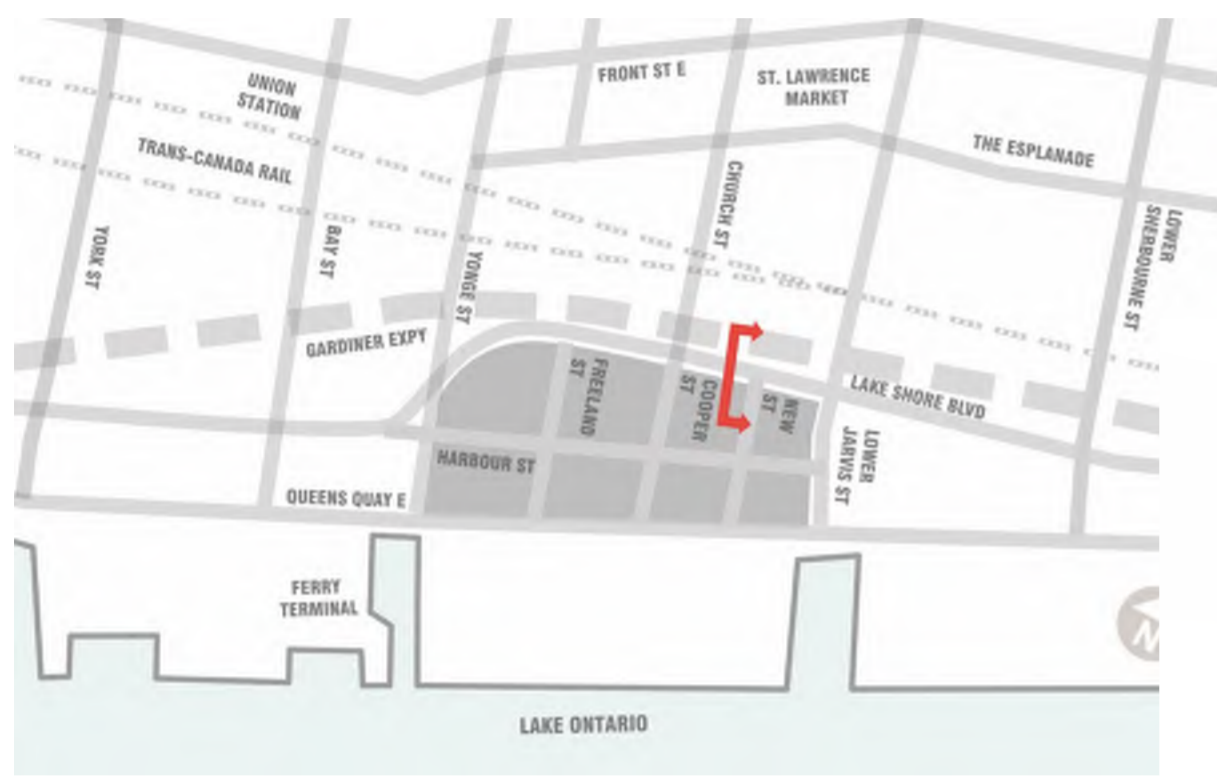 UNION
STATION
FRONT ST E
ST. LAWRENCE
MARKET
TRANS-CANADA RAIL
THE ESPLANADE
CHURCH ST
YORK ST
BAY ST
YONGE ST
LOWER
SHERBOURNE ST
GARDINER EXPY
FREELAND
ST
COOPER
ST
NEW
ST
LAKE SHORE BLVD
LOWER
JARVIS ST
HARBOUR ST
QUEENS QUAY E
FERRY
TERMINAL
N
LAKE ONTARIO